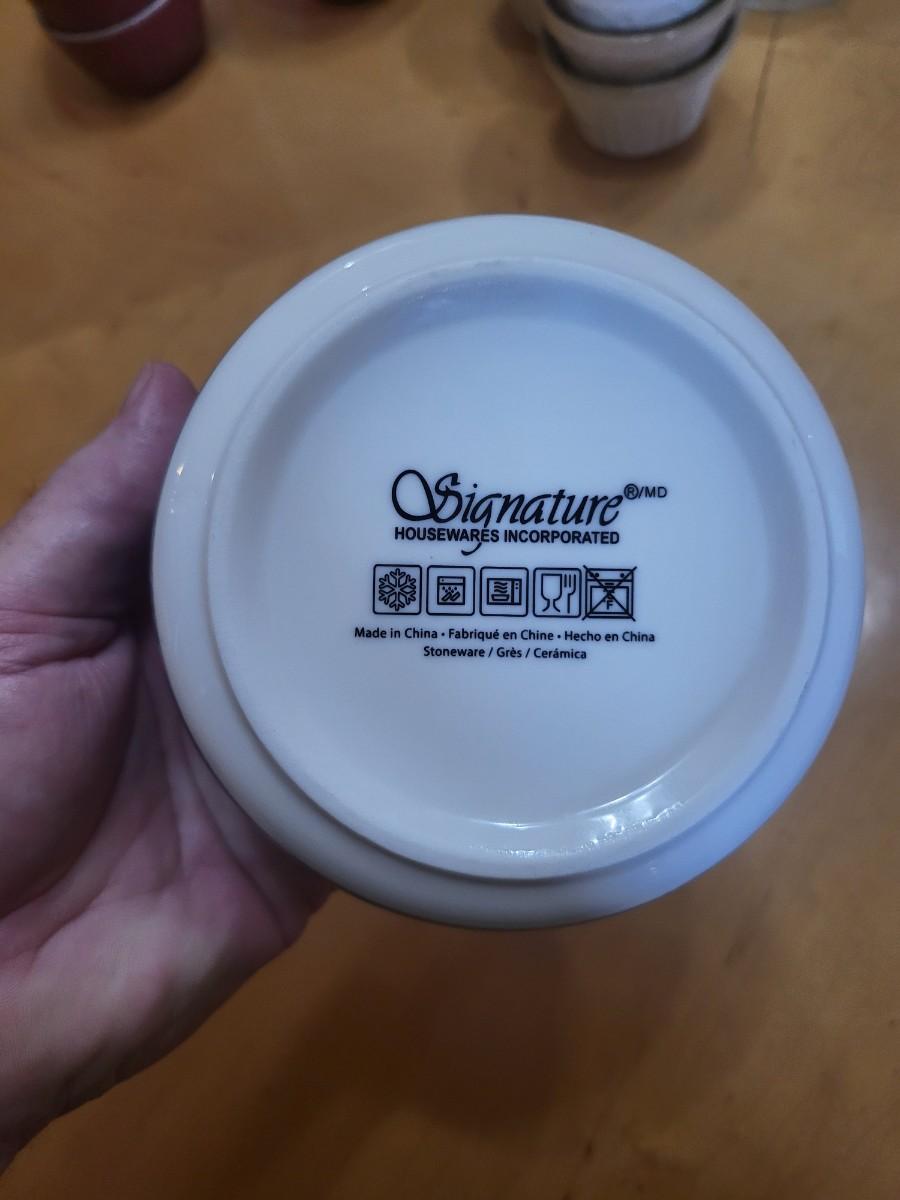 Signature®/MD
HOUSEWARES INCORPORATED
F
Made in China • Fabriqué en Chine • Hecho en China
Stoneware / Grès / Cerámica